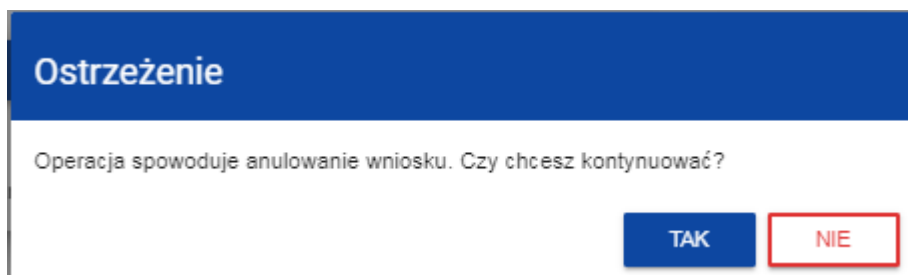 Ostrzeżenie
Operacja spowoduje anulowanie wniosku. Czy chcesz kontynuować?
TAK NIE